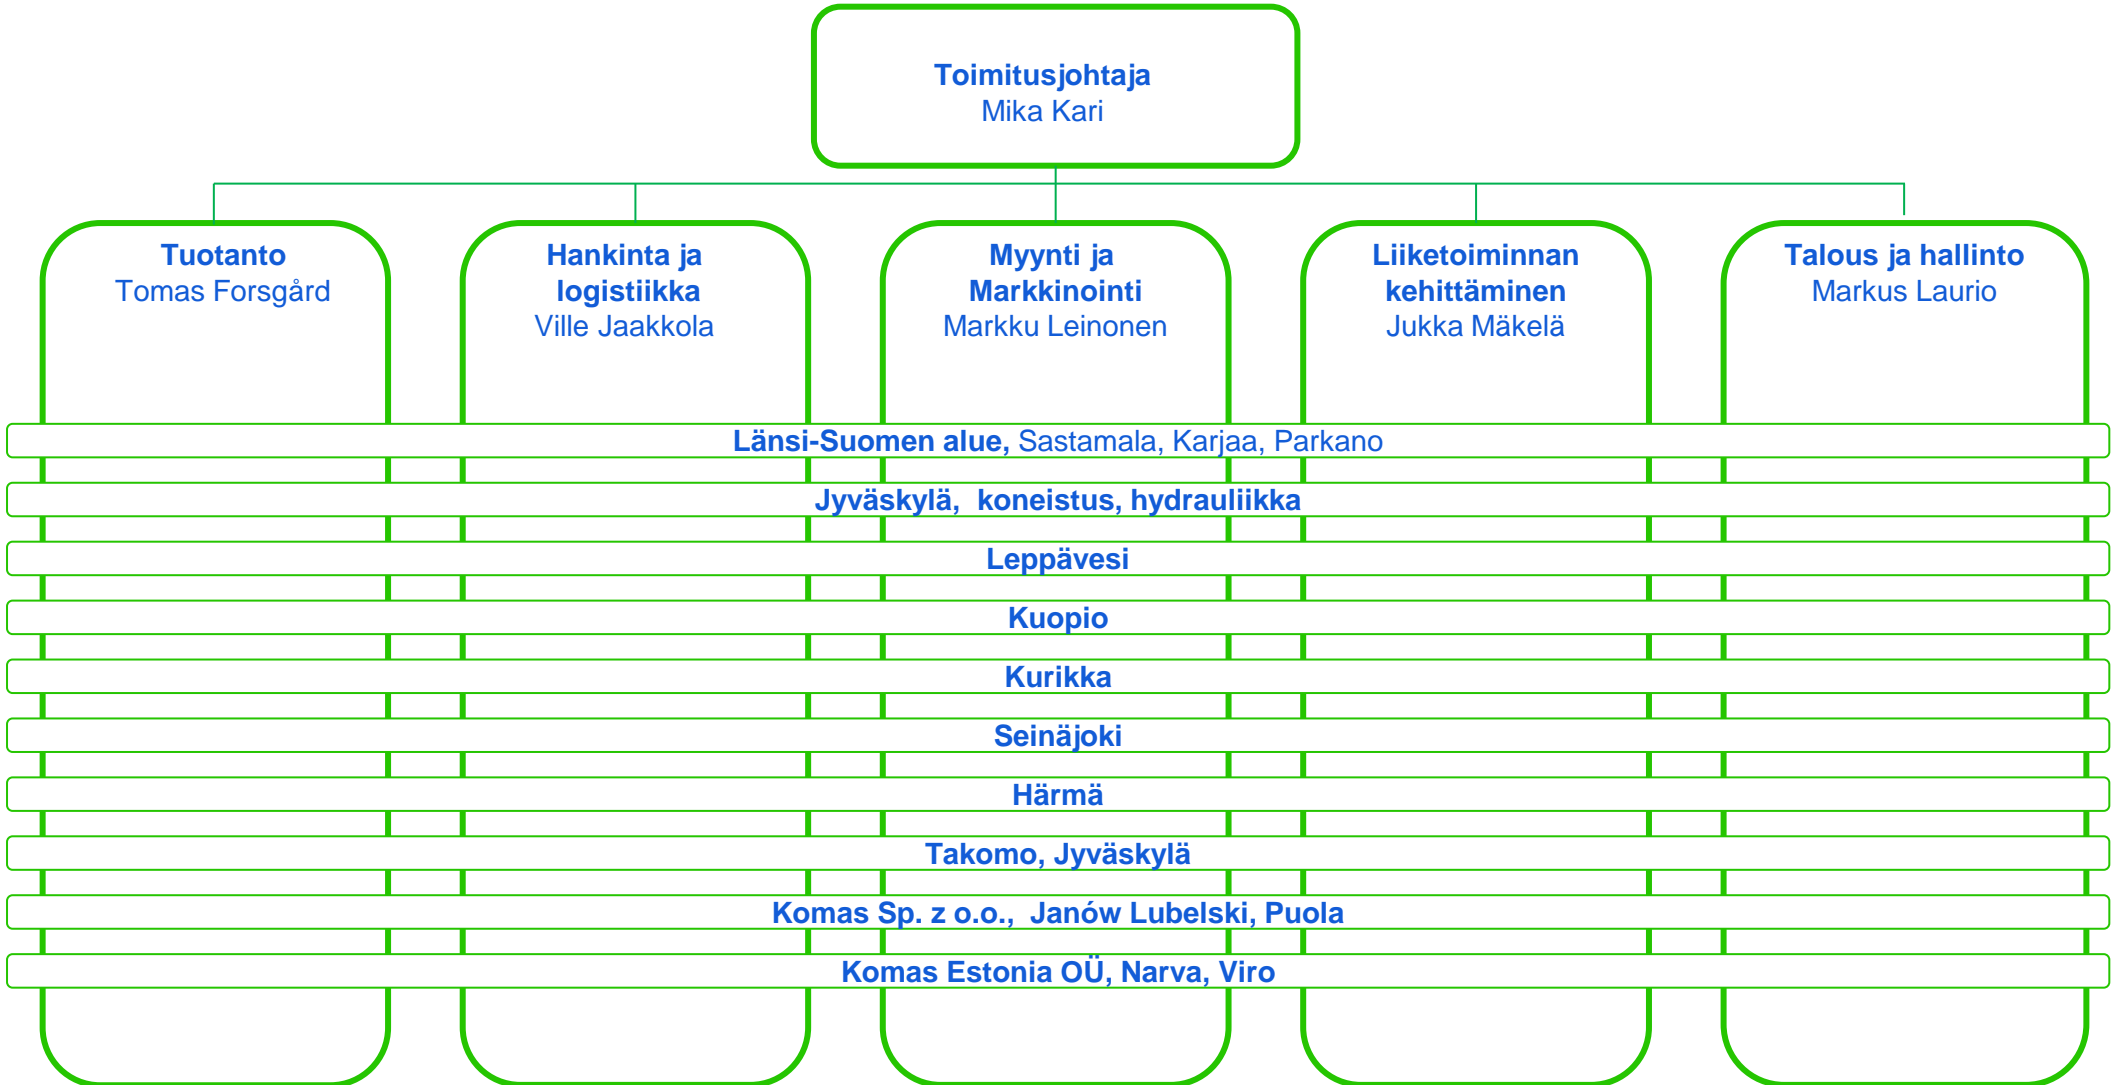 Toimitusjohtaja
Mika Kari
Tuotanto
Tomas Forsgård
Hankinta ja
logistiikka
Ville Jaakkola
Myynti ja
Markkinointi
Markku Leinonen
Liiketoiminnan
kehittäminen
Jukka Mäkelä
Talous ja hallinto
Markus Laurio
Länsi-Suomen alue, Sastamala, Karjaa, Parkano
Jyväskylä, koneistus, hydrauliikka
Leppävesi
Kuopio
Kurikka
Seinäjoki
Härmä
Takomo, Jyväskylä
Komas Sp. z o.o., Janów Lubelski, Puola
Komas Estonia OÜ, Narva, Viro